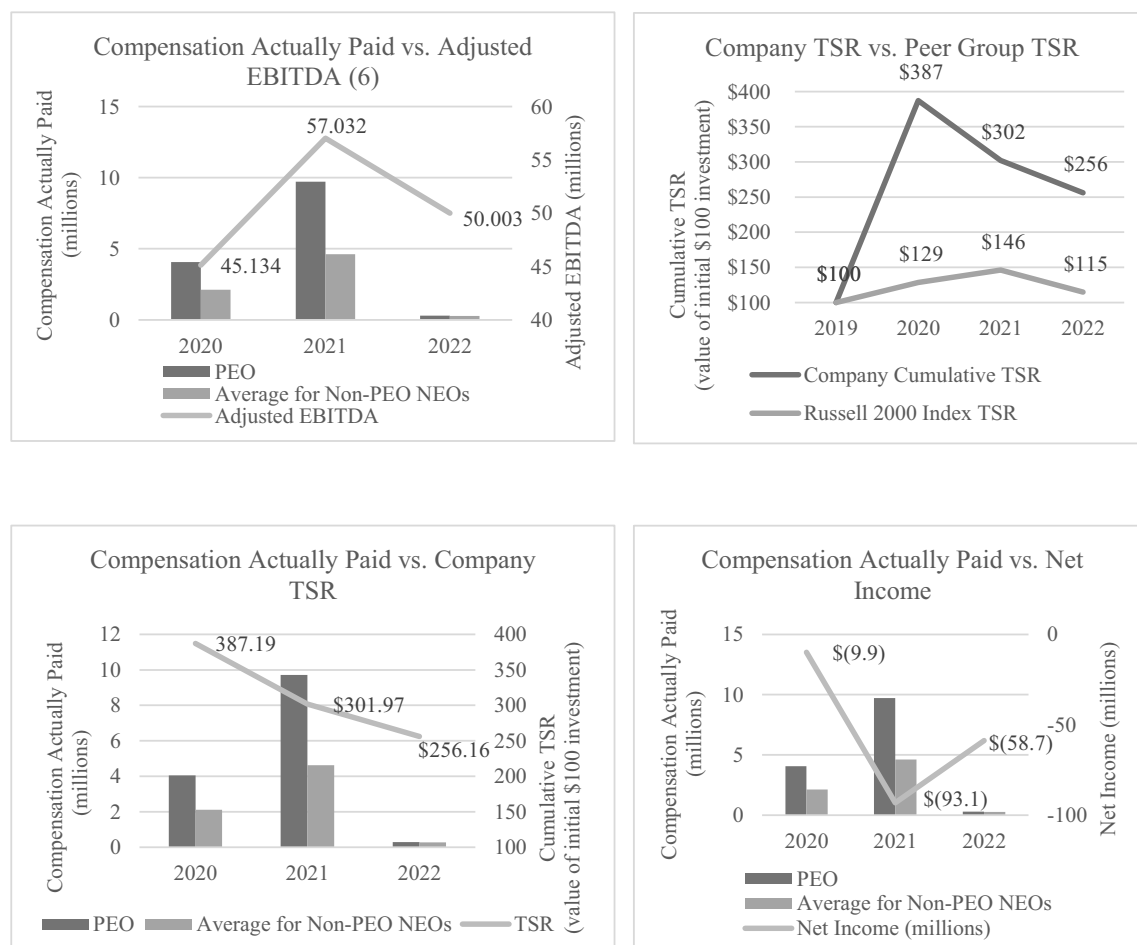 Compensation Actually Paid vs. Adjusted
EBITDA (6)
Compensation Actually Paid
(millions)
15
10
5
0
60
55
50
45
40
Adjusted EBITDA (millions)
57.032
50.003
45.134
2020 2021 2022
PEO
Average for Non-PEO NEOs
Adjusted EBITDA
Company TSR vs. Peer Group TSR
Cumulative TSR
(value of initial $100 investment)
$400
$350
$300
$250
$200
$150
$100
$387
$302
$256
$100
$100
$129
$146
$115
2019 2020 2021 2022
Company Cumulative TSR
Russell 2000 Index TSR
Compensation Actually Paid vs. Company
TSR
Compensation Actually Paid
(millions)
12
10
8
6
4
2
0
400
350
300
250
200
150
100
Cumulative TSR
(value of initial $100 investment)
387.19
$301.97
$256.16
2020 2021 2022
PEO Average for Non-PEO NEOs TSR
Compensation Actually Paid vs. Net
Income
Compensation Actually Paid
(millions)
15
10
5
0
0
-50
-100
Net Income (millions)
$(9.9)
$(58.7)
$(93.1)
2020 2021 2022
PEO
Average for Non-PEO NEOs
Net Income (millions)